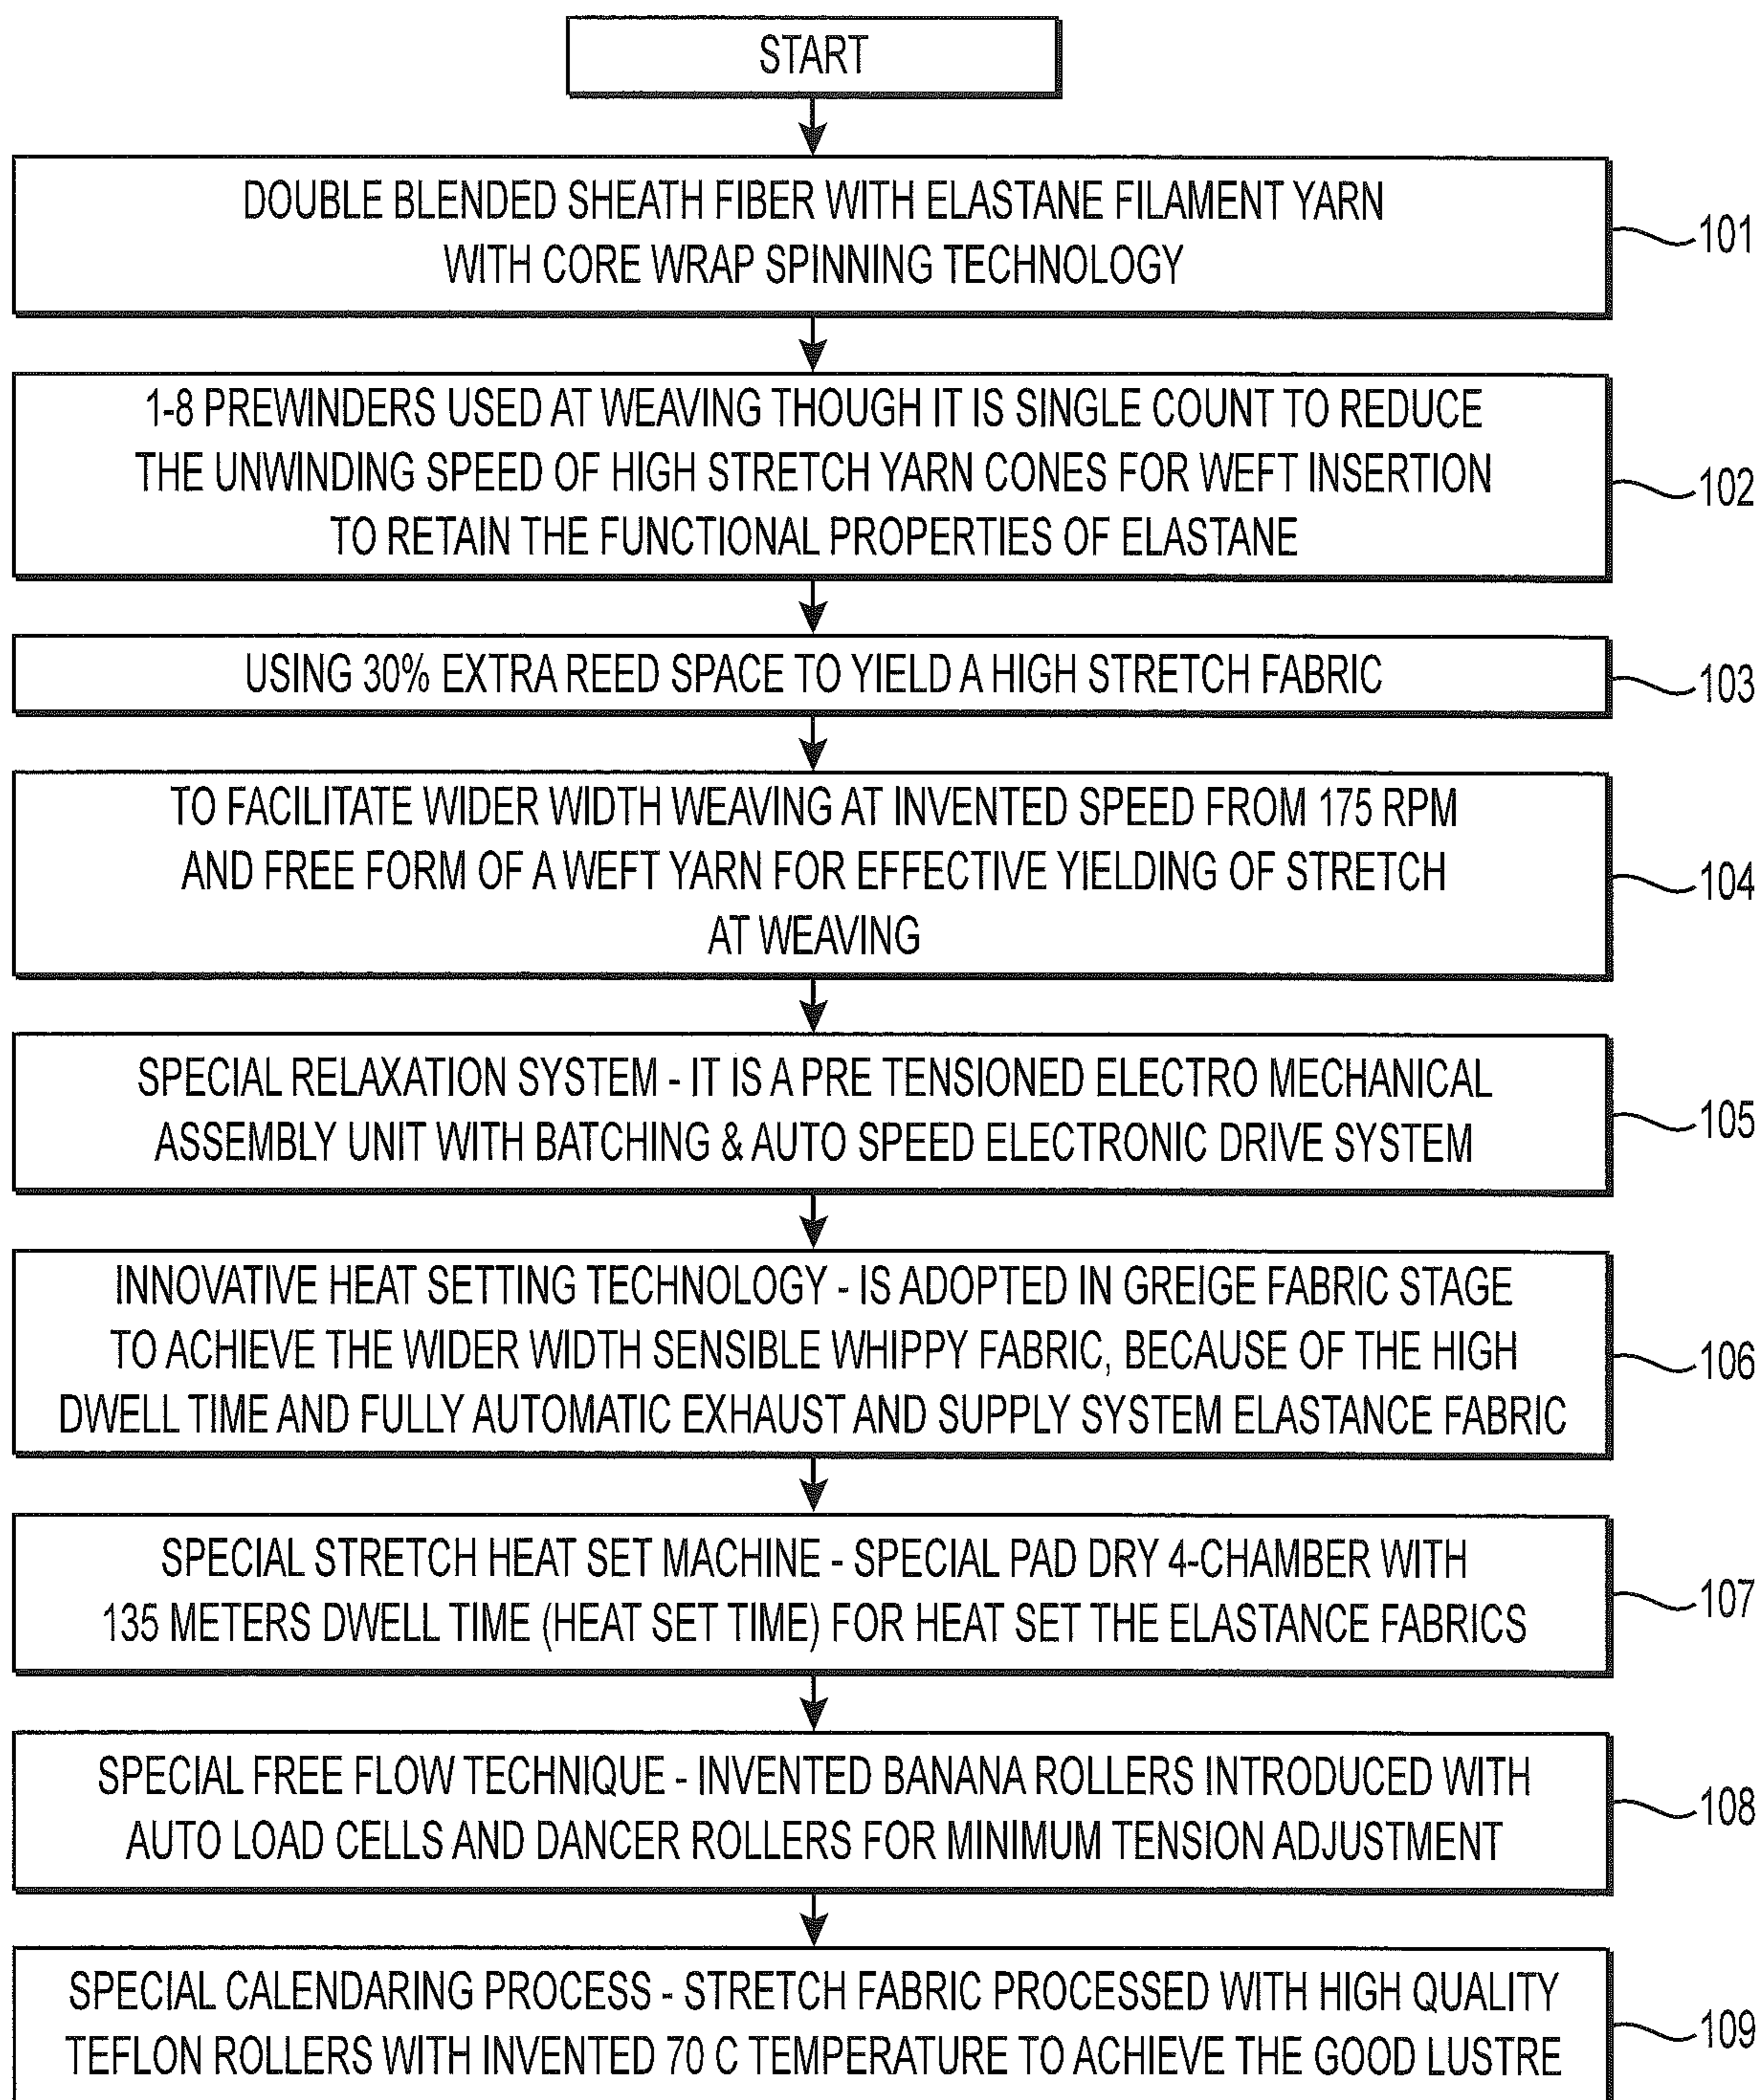 START
DOUBLE BLENDED SHEATH FIBER WITH ELASTANE FILAMENT YARN
WITH CORE WRAP SPINNING TECHNOLOGY
101
1-8 PREWINDERS USED AT WEAVING THOUGH IT IS SINGLE COUNT TO REDUCE
THE UNWINDING SPEED OF HIGH STRETCH YARN CONES FOR WEFT INSERTION
TO RETAIN THE FUNCTIONAL PROPERTIES OF ELASTANE
102
USING 30% EXTRA REED SPACE TO YIELD A HIGH STRETCH FABRIC
103
TO FACILITATE WIDER WIDTH WEAVING AT INVENTED SPEED FROM 175 RPM
AND FREE FORM OF A WEFT YARN FOR EFFECTIVE YIELDING OF STRETCH
AT WEAVING
104
SPECIAL RELAXATION SYSTEM - IT IS A PRE TENSIONED ELECTRO MECHANICAL
ASSEMBLY UNIT WITH BATCHING & AUTO SPEED ELECTRONIC DRIVE SYSTEM
105
INNOVATIVE HEAT SETTING TECHNOLOGY - IS ADOPTED IN GREIGE FABRIC STAGE
TO ACHIEVE THE WIDER WIDTH SENSIBLE WHIPPY FABRIC, BECAUSE OF THE HIGH
DWELL TIME AND FULLY AUTOMATIC EXHAUST AND SUPPLY SYSTEM ELASTANCE FABRIC
106
SPECIAL STRETCH HEAT SET MACHINE - SPECIAL PAD DRY 4-CHAMBER WITH
135 METERS DWELL TIME (HEAT SET TIME) FOR HEAT SET THE ELASTANCE FABRICS
107
SPECIAL FREE FLOW TECHNIQUE - INVENTED BANANA ROLLERS INTRODUCED WITH
AUTO LOAD CELLS AND DANCER ROLLERS FOR MINIMUM TENSION ADJUSTMENT
108
SPECIAL CALENDARING PROCESS - STRETCH FABRIC PROCESSED WITH HIGH QUALITY
TEFLON ROLLERS WITH INVENTED 70 C TEMPERATURE TO ACHIEVE THE GOOD LUSTRE
109